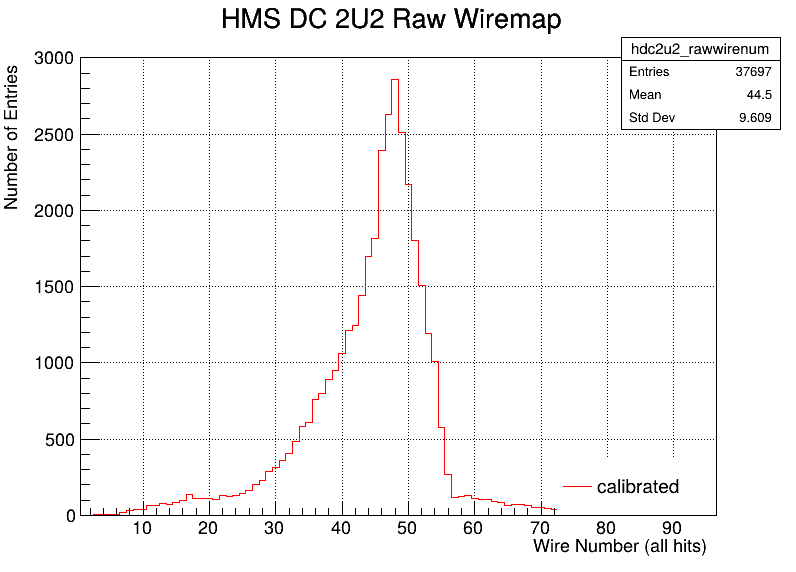 HMS DC 2U2 Raw Wiremap
hdc2u2_rawwirenum
Entries 37697
Mean 44.5
Std Dev 9.609
Number of Entries
3000
2500
2000
1500
1000
500
0
calibrated
10 20 30 40 50 60 70 80 90
Wire Number (all hits)